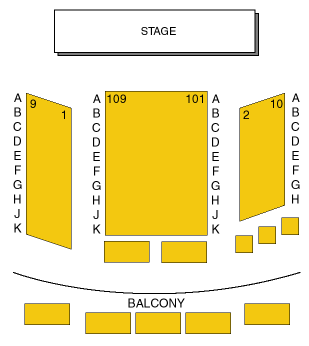 STAGE
A A A A
9 109 101 10
B 1 B B 2 B
C C C C
D D D D
E E E E
F F F F
G G G G
H H H H
J J J
K K K
BALCONY